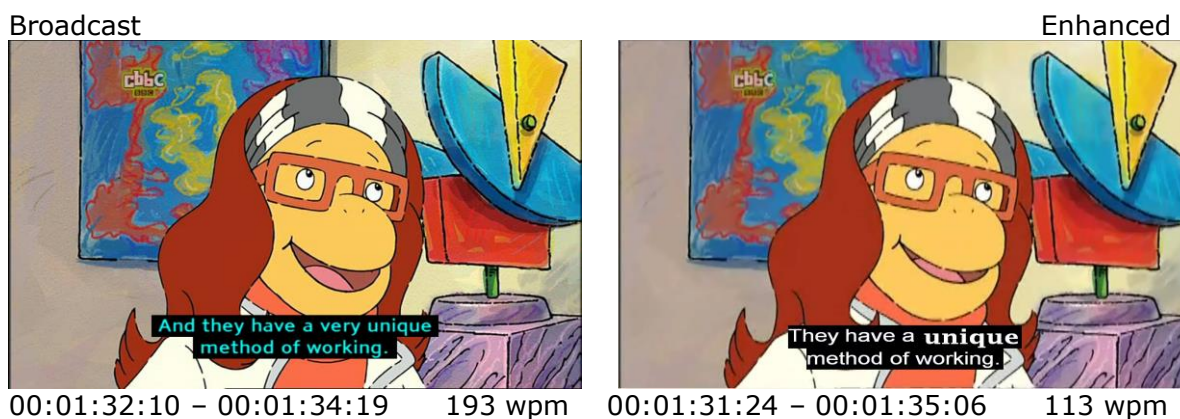 Broadcast
Enhanced
cbbc
cbbc
And they have a very unique
method of working.
They have a unique
method of working.
00:01:32:10 – 00:01:34:19 193 wpm
00:01:31:24 – 00:01:35:06 113 wpm